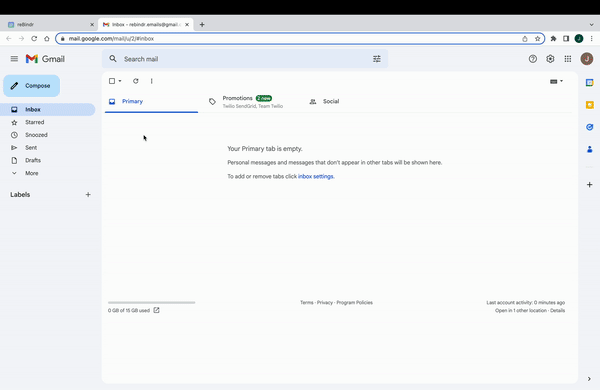 reBindr
Inbox - rebindr.emails@gmail
mail.google.com/mail/u/2/#inbox
Gmail
Search mail
J
Compose
Inbox
Starred
Snoozed
Sent
Drafts
More
Labels
Primary
Promotions
2 new
Twilio SendGrid, Team Twilio
Social
Your Primary tab is empty.
Personal messages and messages that don't appear in other tabs will be shown here.
To add or remove tabs click inbox settings.
0 GB of 15 GB used
Terms · Privacy · Program Policies
Last account activity: 0 minutes ago
Open in 1 other location · Details